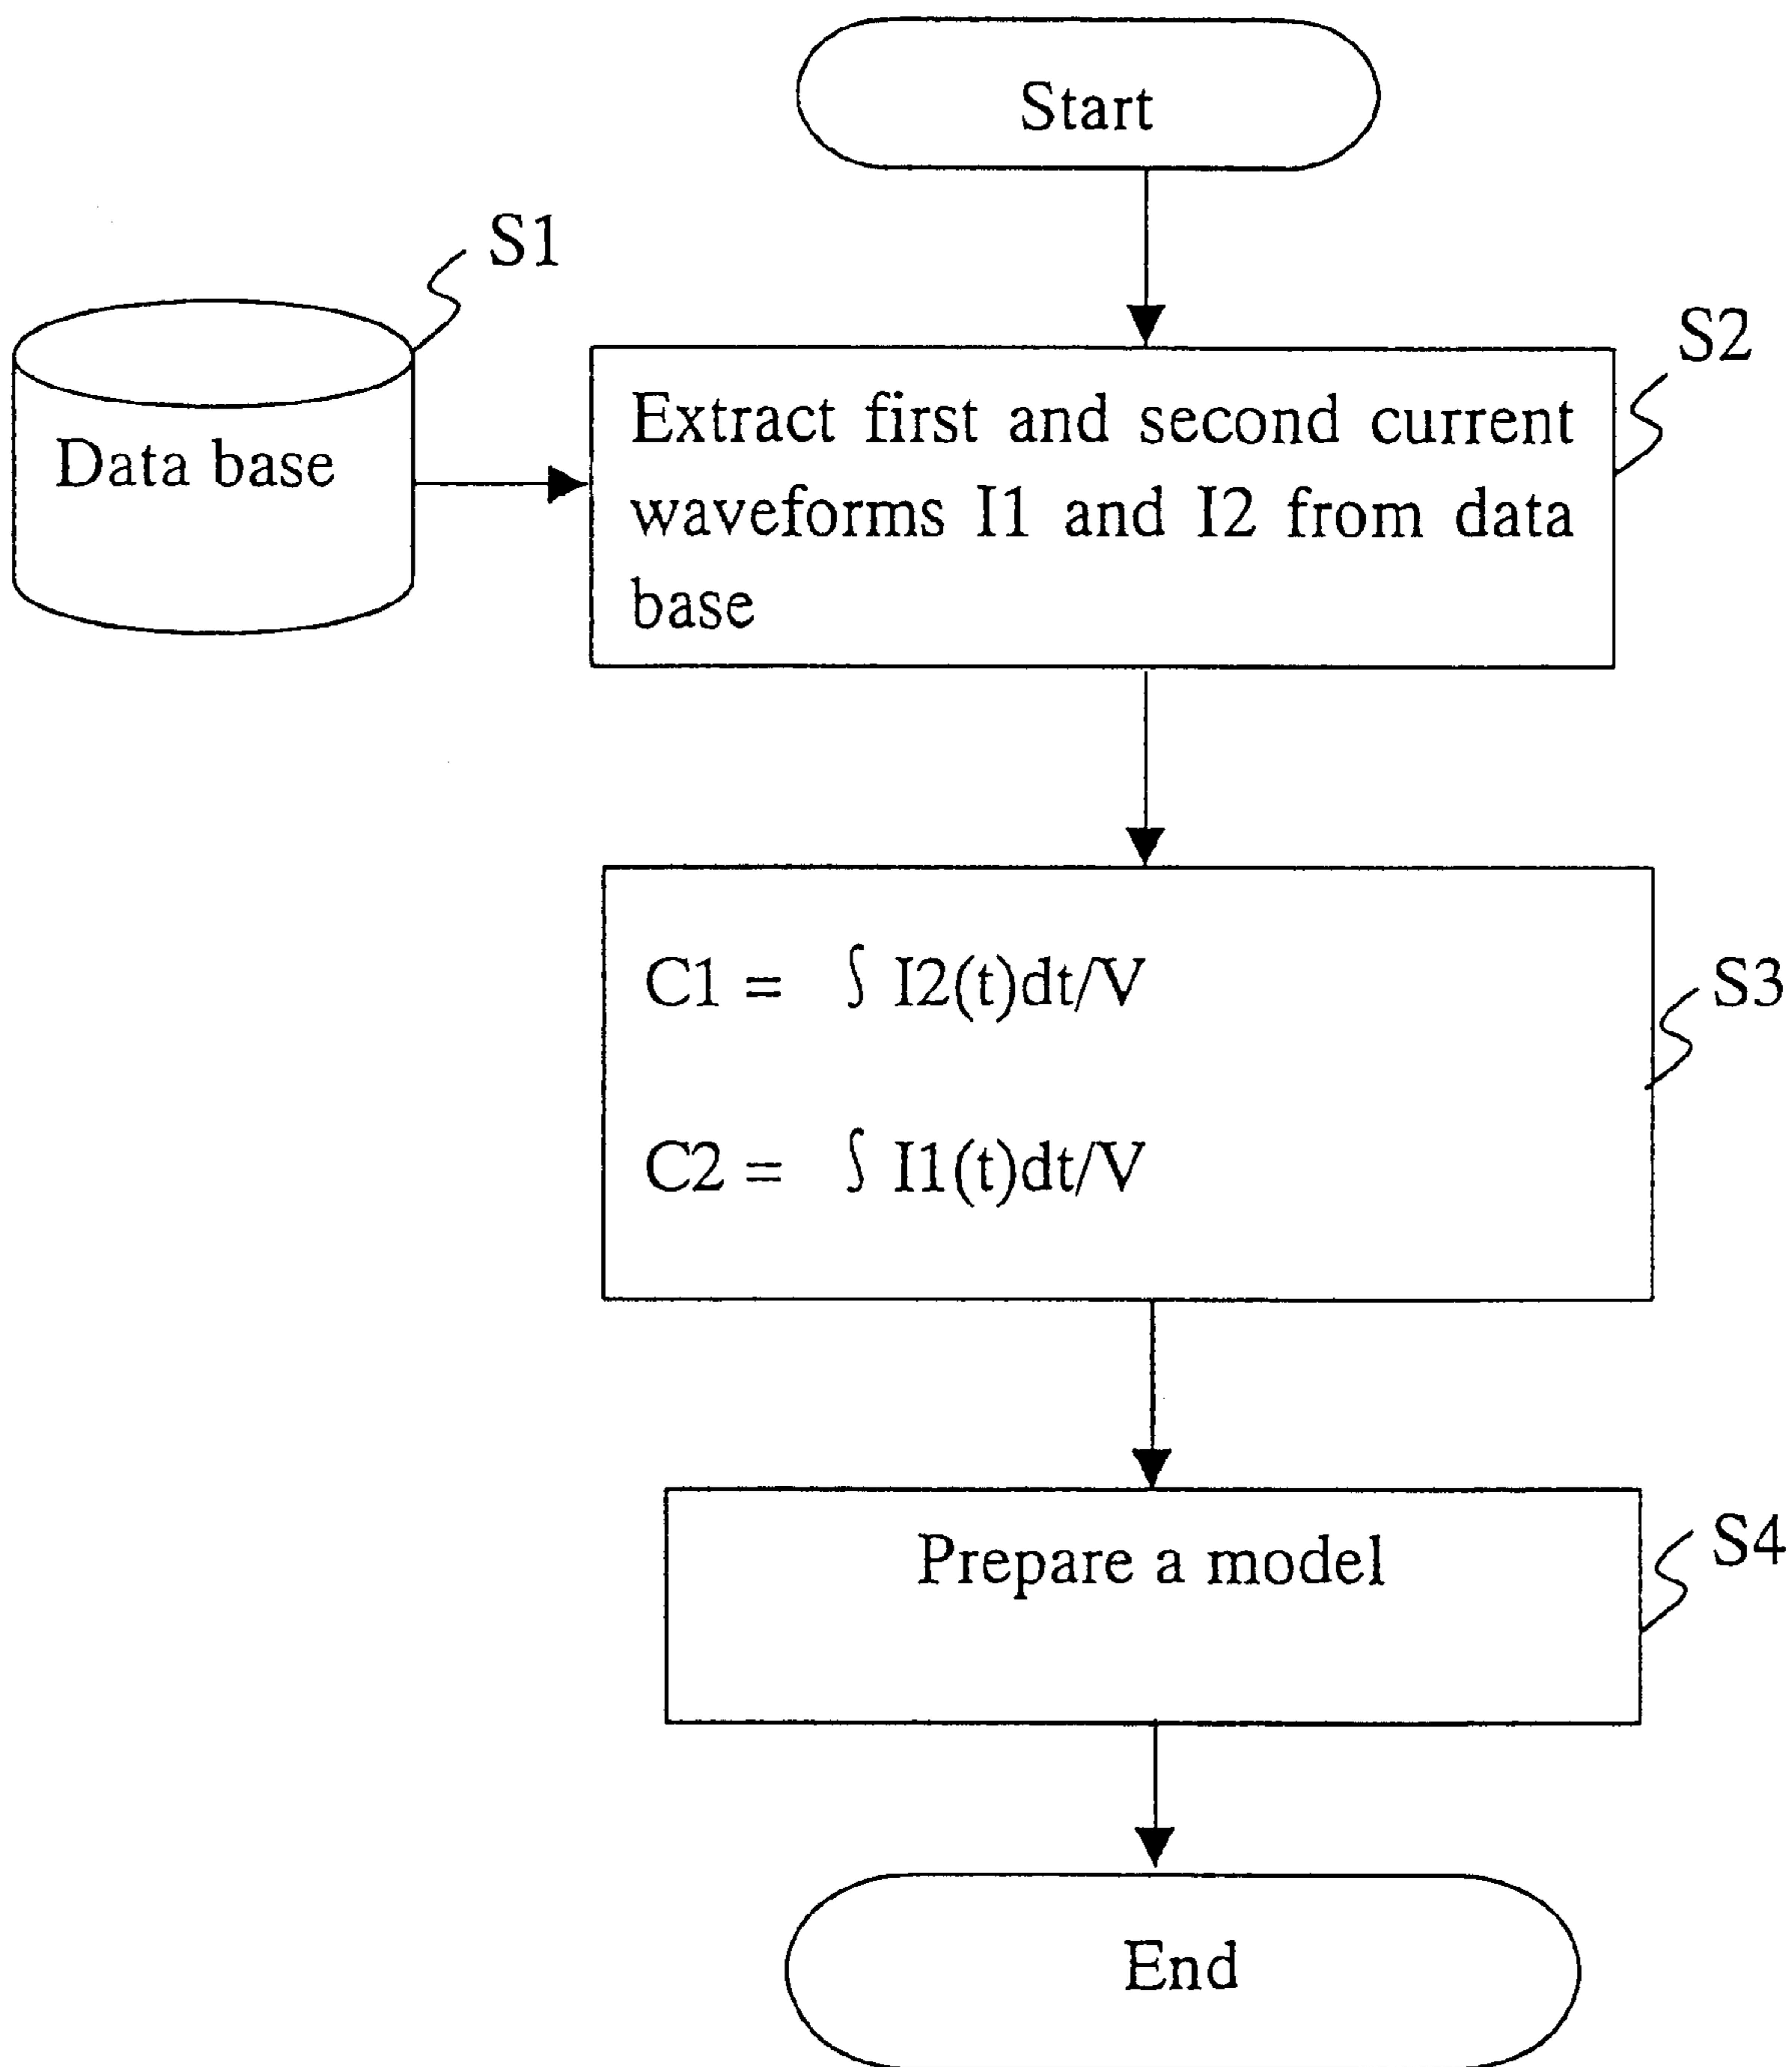 Start
S1
Data base
S2
Extract first and second current
waveforms I1 and I2 from data
base
C1 = ∫ I2(t)dt/V
S3
C2 = ∫ I1(t)dt/V
Prepare a model
S4
End